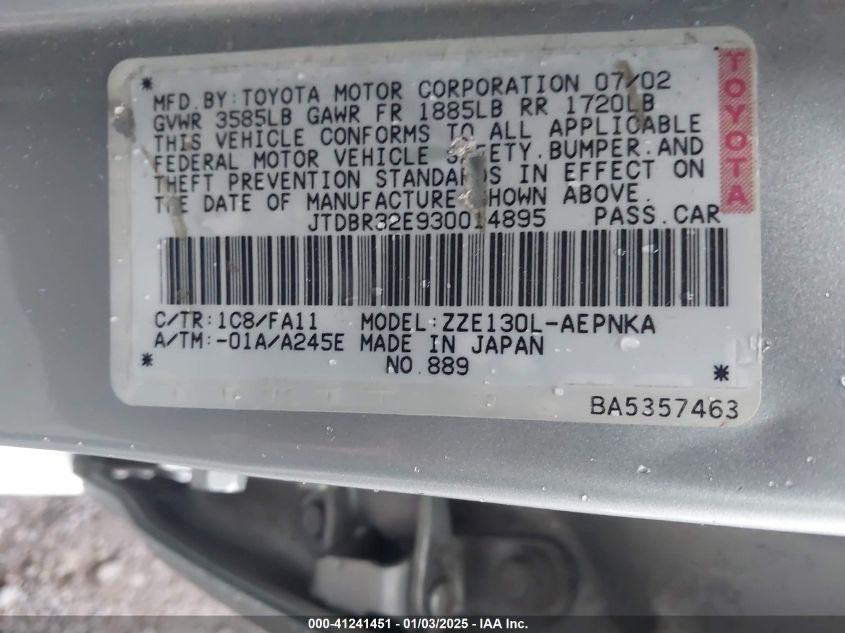 * MFD. BY: TOYOTA MOTOR CORPORATION 07/02
GVWR 3585LB GAWR FR 1885LB RR 1720LB
THIS VEHICLE CONFORMS TO ALL APPLICABLE
FEDERAL MOTOR VEHICLE SAFETY, BUMPER, AND
THEFT PREVENTION STANDARDS IN EFFECT ON
THE DATE OF MANUFACTURE SHOWN ABOVE.
JTDBR32E930014895 PASS. CAR
TOYOTA
C/TR: 1C8/FA11 MODEL: ZZE130L-AEPNKA
A/TM: -01A/A245E MADE IN JAPAN
* NO. 889 *
BA5357463
000-41241451 - 01/03/2025 - IAA Inc.